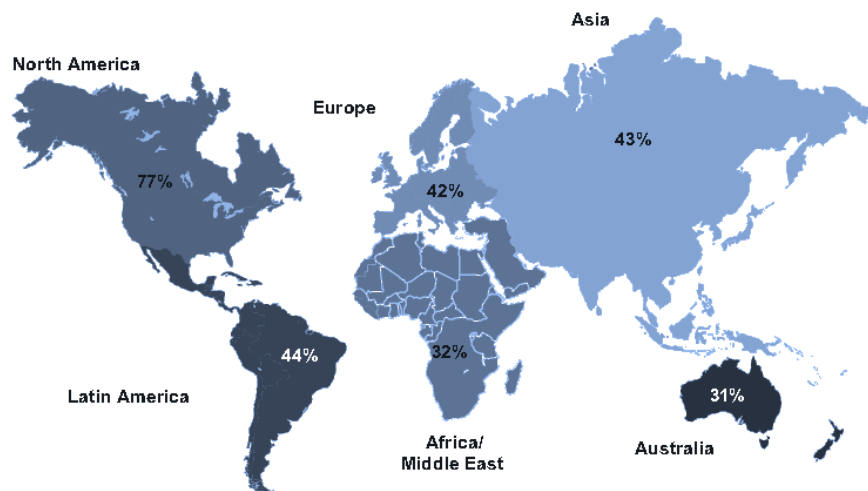 Asia
North America
Europe
43%
77%
42%
32%
44%
31%
Latin America
Africa/
Middle East
Australia